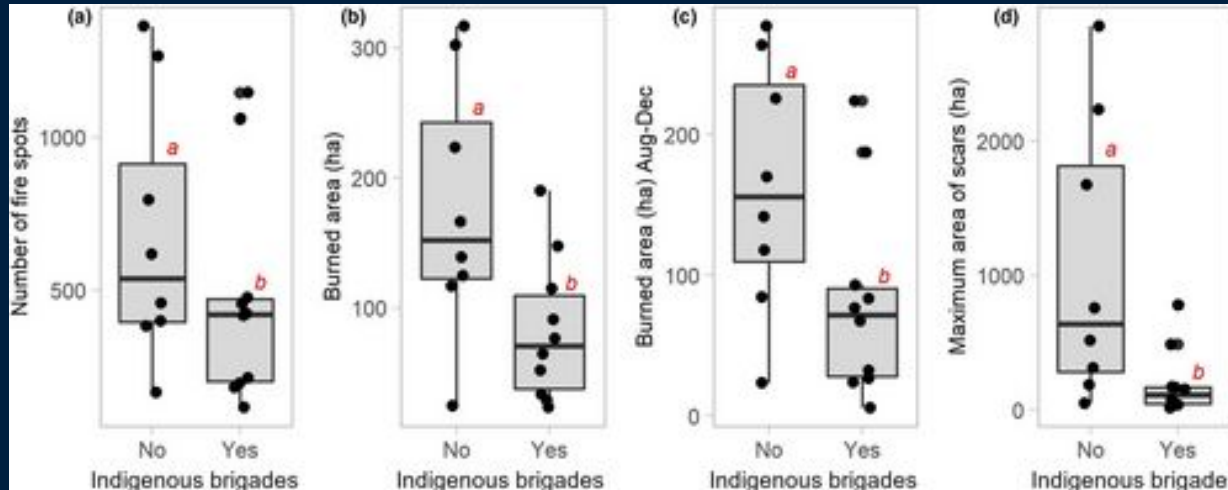 (a)
Number of fire spots
1000
500
a
b
No
Yes
Indigenous brigades
(b)
Burned area (ha)
300
200
100
a
b
No
Yes
Indigenous brigades
(c)
Burned area (ha) Aug-Dec
200
100
0
a
b
No
Yes
Indigenous brigades
(d)
Maximum area of scars (ha)
2000
1000
0
a
b
No
Yes
Indigenous brigade